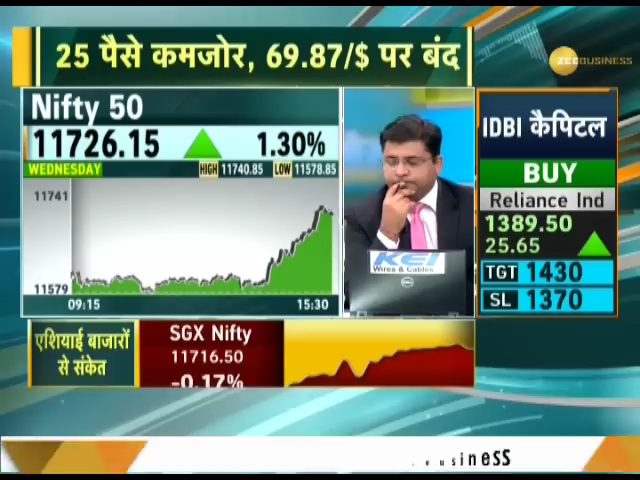 25 पैसे कमजोर, 69.87/$ पर बंद
ZEE BUSINESS
Nifty 50
11726.15 1.30%
WEDNESDAY HIGH 11740.85 LOW 11578.85
11741
11579
09:15 15:30
KEI
Wires & Cables
DELL
IDBI कैपिटल
BUY
Reliance Ind
1389.50
25.65
TGT 1430
SL 1370
एशियाई बाजारों
से संकेत
SGX Nifty
11716.50
-0.17%